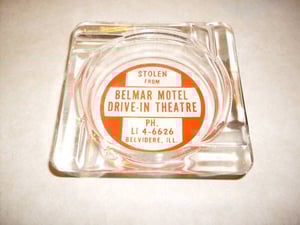 STOLEN
FROM
BELMAR MOTEL
DRIVE-IN THEATRE
PH.
LI 4-6626
BELVIDERE, ILL.